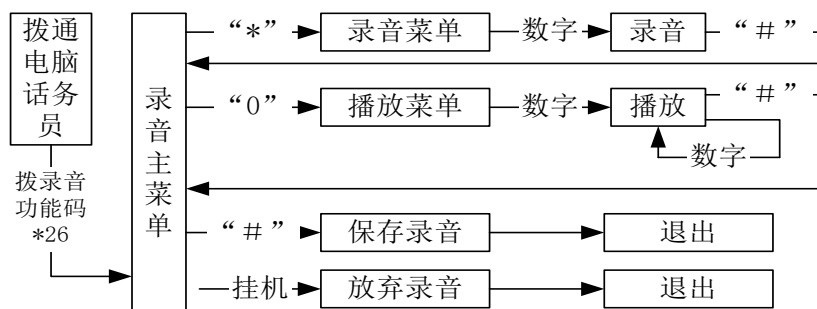 拨通
电脑
话务
员
拨录音
功能码
*26
录
音
主
菜
单
“*” 录音菜单 数字 录音 “#”
“0” 播放菜单 数字 播放 “#”
数字
“#” 保存录音 退出
挂机 放弃录音 退出